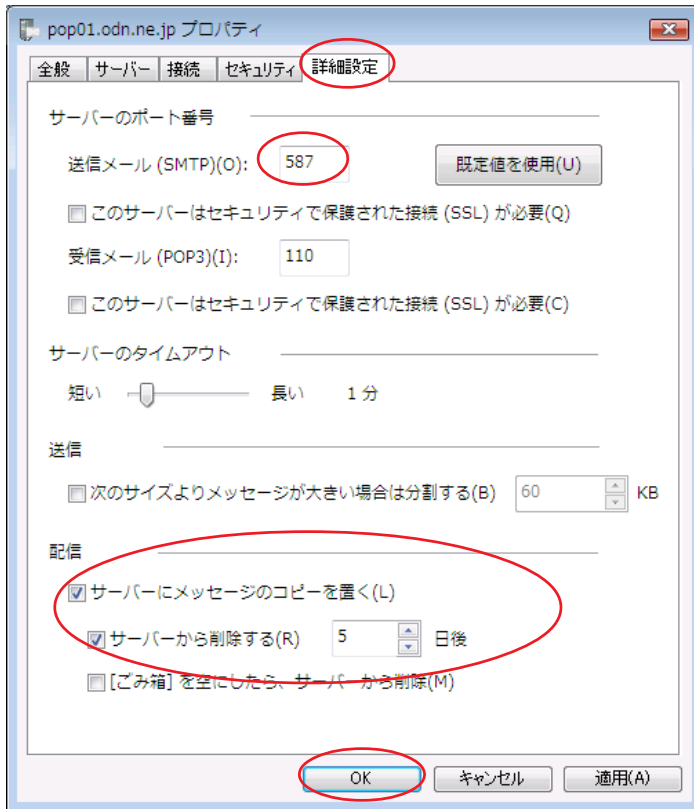 pop01.odn.ne.jp プロパティ
全般 サーバー 接続 セキュリティ 詳細設定
サーバーのポート番号
送信メール (SMTP)(O): 587 既定値を使用(U)
このサーバーはセキュリティで保護された接続 (SSL) が必要(Q)
受信メール (POP3)(I): 110
このサーバーはセキュリティで保護された接続 (SSL) が必要(C)
サーバーのタイムアウト
短い 長い 1 分
送信
次のサイズよりメッセージが大きい場合は分割する(B) 60 KB
配信
サーバーにメッセージのコピーを置く(L)
サーバーから削除する(R) 5 日後
[ごみ箱] を空にしたら、サーバーから削除(M)
OK キャンセル 適用(A)